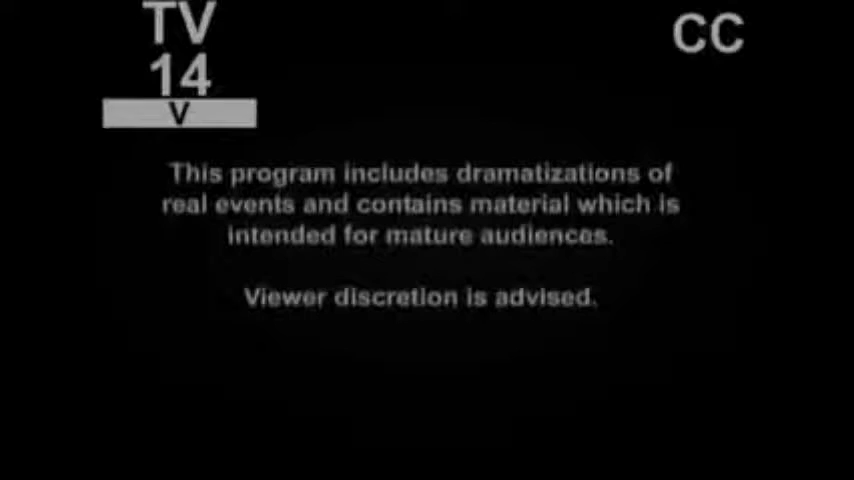 TV
CC
14
V
This program includes dramatizations of
real events and contains material which is
intended for mature audiences.
Viewer discretion is advised.